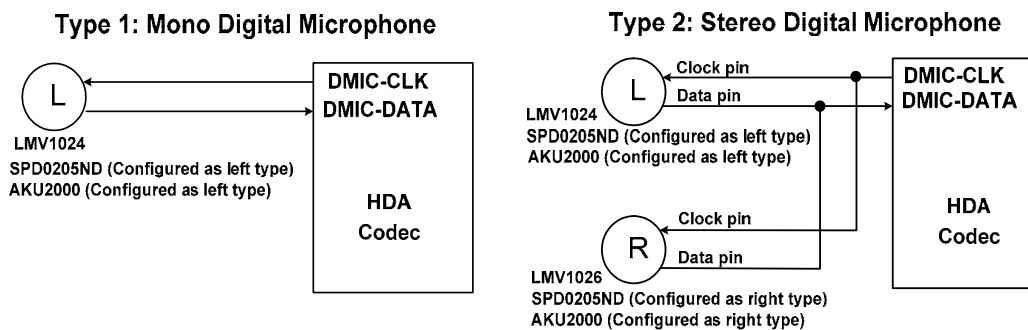 Type 1: Mono Digital Microphone
L
DMIC-CLK
DMIC-DATA
LMV1024
SPD0205ND (Configured as left type)
AKU2000 (Configured as left type)
HDA
Codec
Type 2: Stereo Digital Microphone
Clock pin
L
DMIC-CLK
Data pin
DMIC-DATA
LMV1024
SPD0205ND (Configured as left type)
AKU2000 (Configured as left type)
HDA
Codec
Clock pin
R
Data pin
LMV1026
SPD0205ND (Configured as right type)
AKU2000 (Configured as right type)